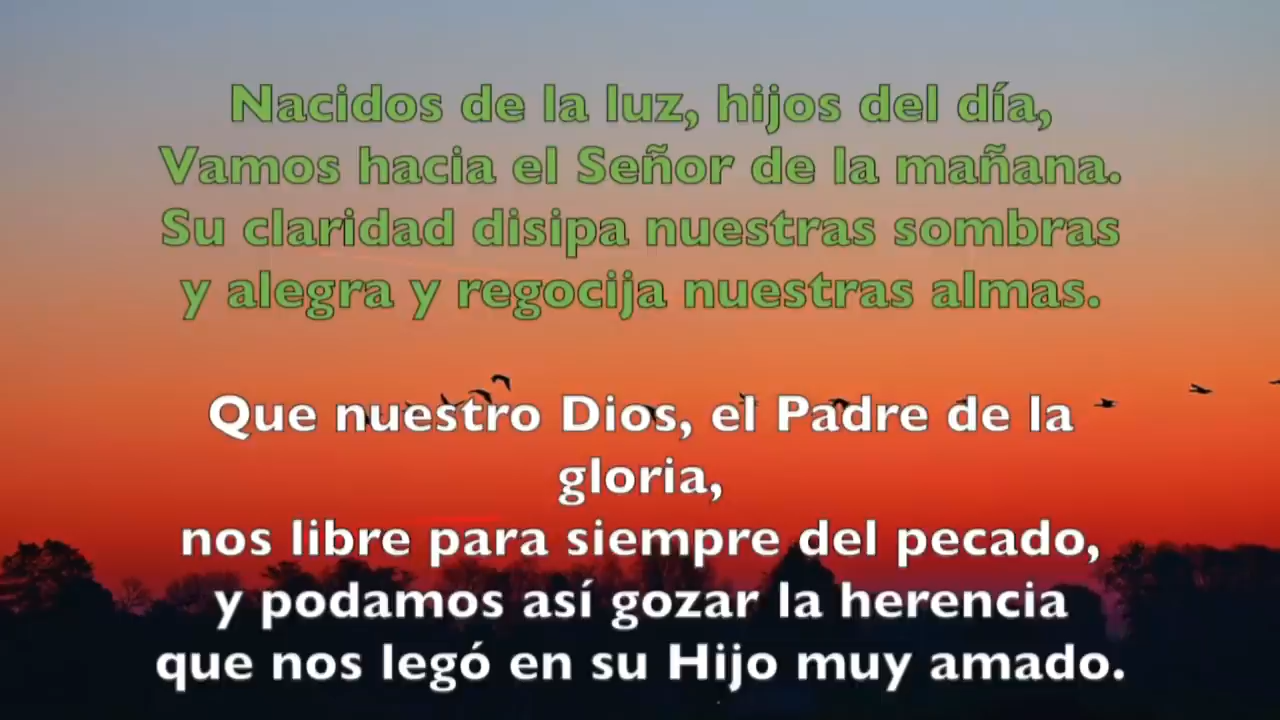 Nacidos de la luz, hijos del día,
Vamos hacia el Señor de la mañana.
Su claridad disipa nuestras sombras
y alegra y regocija nuestras almas.
Que nuestro Dios, el Padre de la
gloria,
nos libre para siempre del pecado,
y podamos así gozar la herencia
que nos legó en su Hijo muy amado.